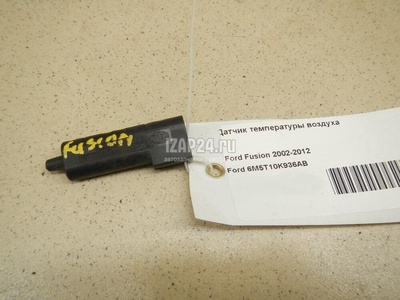 Fusion
IZAP24.ru
Датчик температуры воздуха
Ford Fusion 2002-2012
Ford 6M5T10K936AB